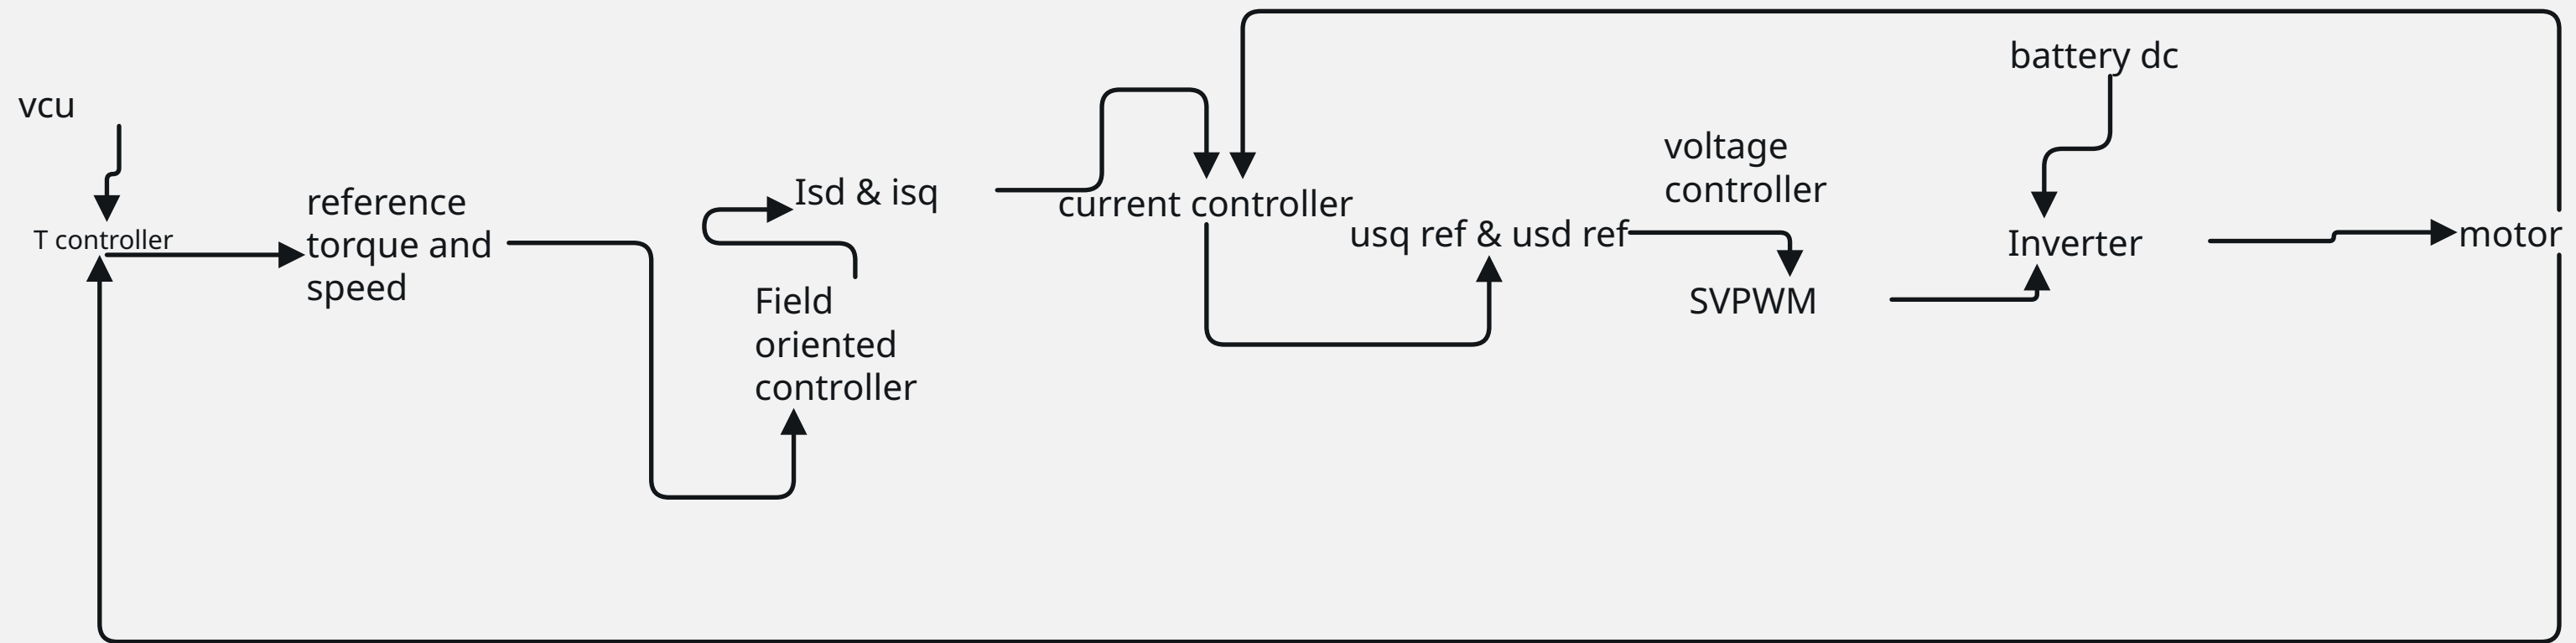 vcu
T controller
reference
torque and
speed
Isd & isq
Field
oriented
controller
current controller
usq ref & usd ref
voltage
controller
SVPWM
battery dc
Inverter
motor